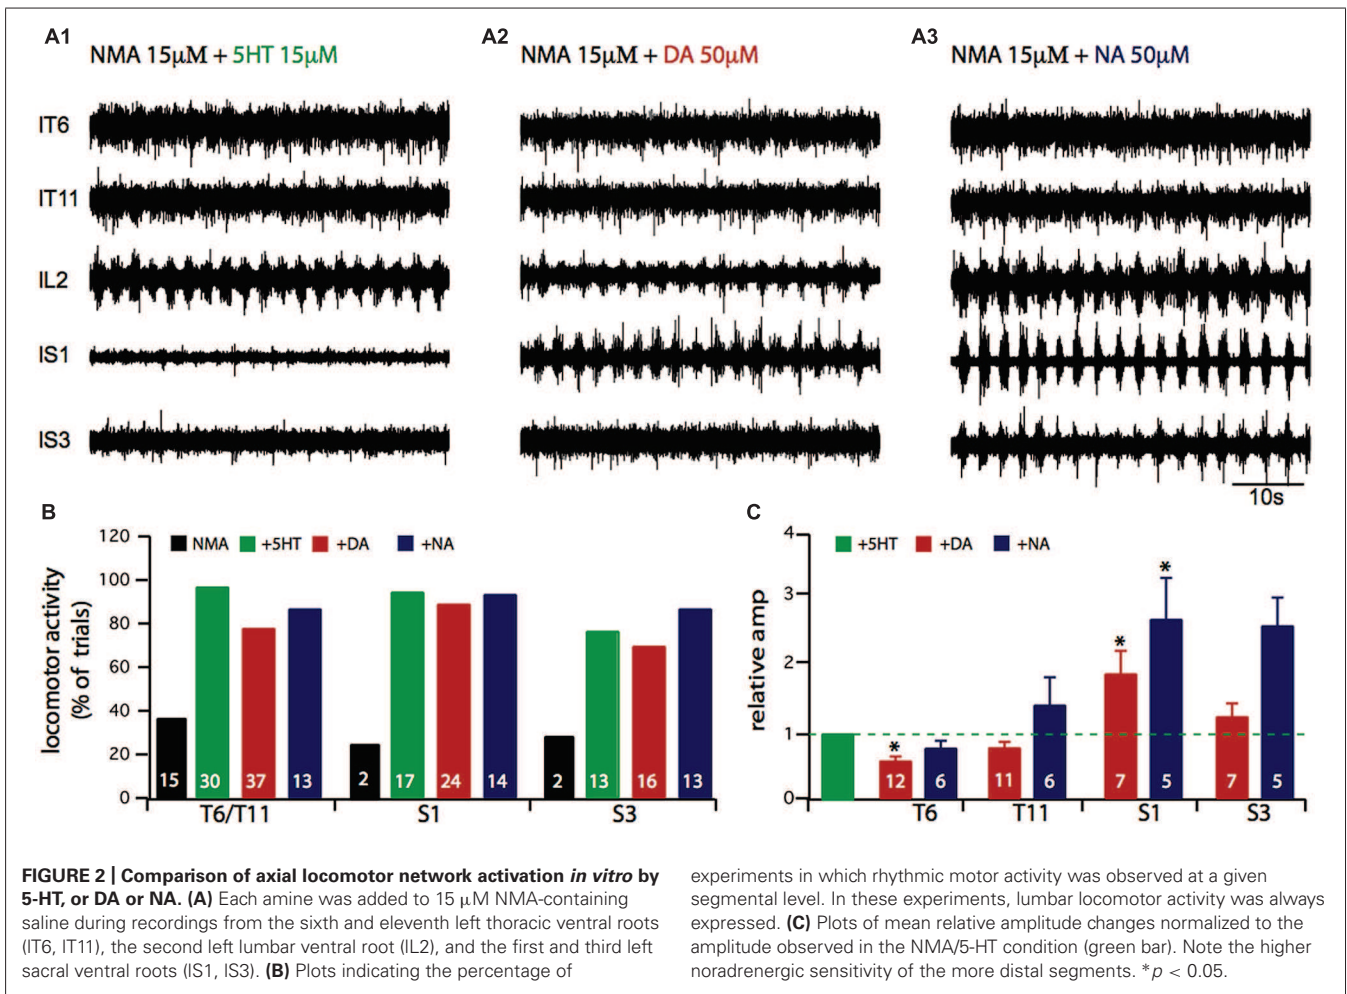 A1
NMA 15µM + 5HT 15µM
A2
NMA 15µM + DA 50µM
A3
NMA 15µM + NA 50µM
lT6
lT11
lL2
lS1
lS3
10s
B
120
100
80
60
40
20
0
locomotor activity
(% of trials)
NMA +5HT +DA +NA
15 30 37 13
2 17 24 14
2 13 16 13
T6/T11 S1 S3
C
4
3
2
1
0
relative amp
+5HT +DA +NA
* * *
12 6 11 6 7 5 7 5
T6 T11 S1 S3
FIGURE 2 | Comparison of axial locomotor network activation in vitro by
5-HT, or DA or NA. (A) Each amine was added to 15 µM NMA-containing
saline during recordings from the sixth and eleventh left thoracic ventral roots
(lT6, lT11), the second left lumbar ventral root (lL2), and the first and third left
sacral ventral roots (lS1, lS3). (B) Plots indicating the percentage of
experiments in which rhythmic motor activity was observed at a given
segmental level. In these experiments, lumbar locomotor activity was always
expressed. (C) Plots of mean relative amplitude changes normalized to the
amplitude observed in the NMA/5-HT condition (green bar). Note the higher
noradrenergic sensitivity of the more distal segments. *p < 0.05.